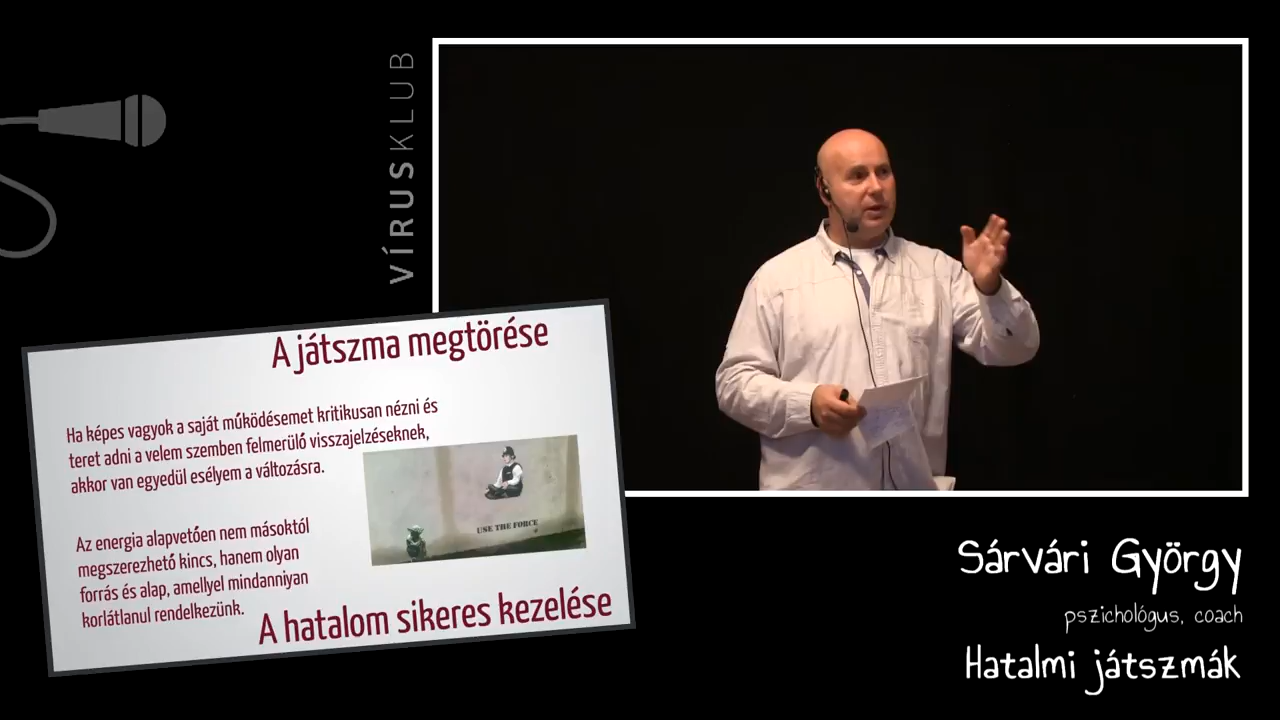 VÍRUSKLUB
A játszma megtörése
Ha képes vagyok a saját működésemet kritikusan nézni és
teret adni a velem szemben felmerülő visszajelzéseknek,
akkor van egyedül esélyem a változásra.
USE THE FORCE
Az energia alapvetően nem másoktól
megszerezhető kincs, hanem olyan
forrás és alap, amellyel mindanniyan
korlátlanul rendelkezünk.
A hatalom sikeres kezelése
Sárvári György
pszichológus, coach
Hatalmi játszmák